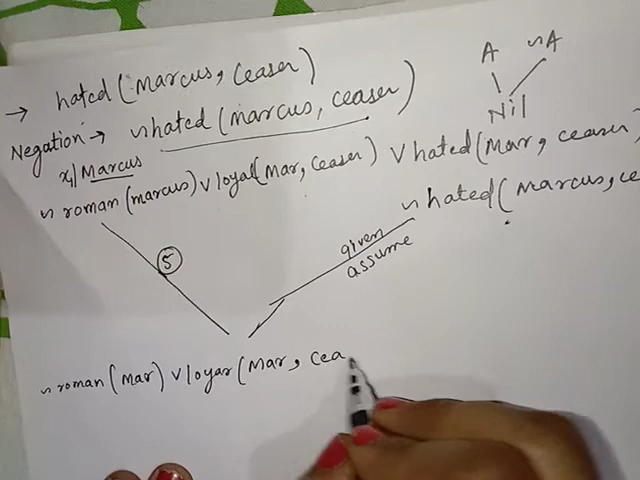 → hated(Marcus, Ceaser)
A ~A
Nil
Negation → ~hated(marcus, ceaser)
x/Marcus
~roman(marcus) V loyal(Mar, Ceaser) V hated(Mar, ceaser
~hated(Marcus, ce
5
given
assume
~roman(Mar) V loyar(Mar, Cea